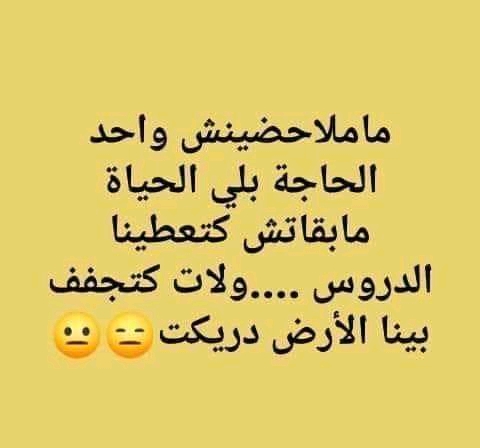 ماملاحضينش واحد
الحاجة بلي الحياة
مابقاتش كتعطينا
الدروس ....ولات كتجفف
بينا الأرض دريكت😑😐